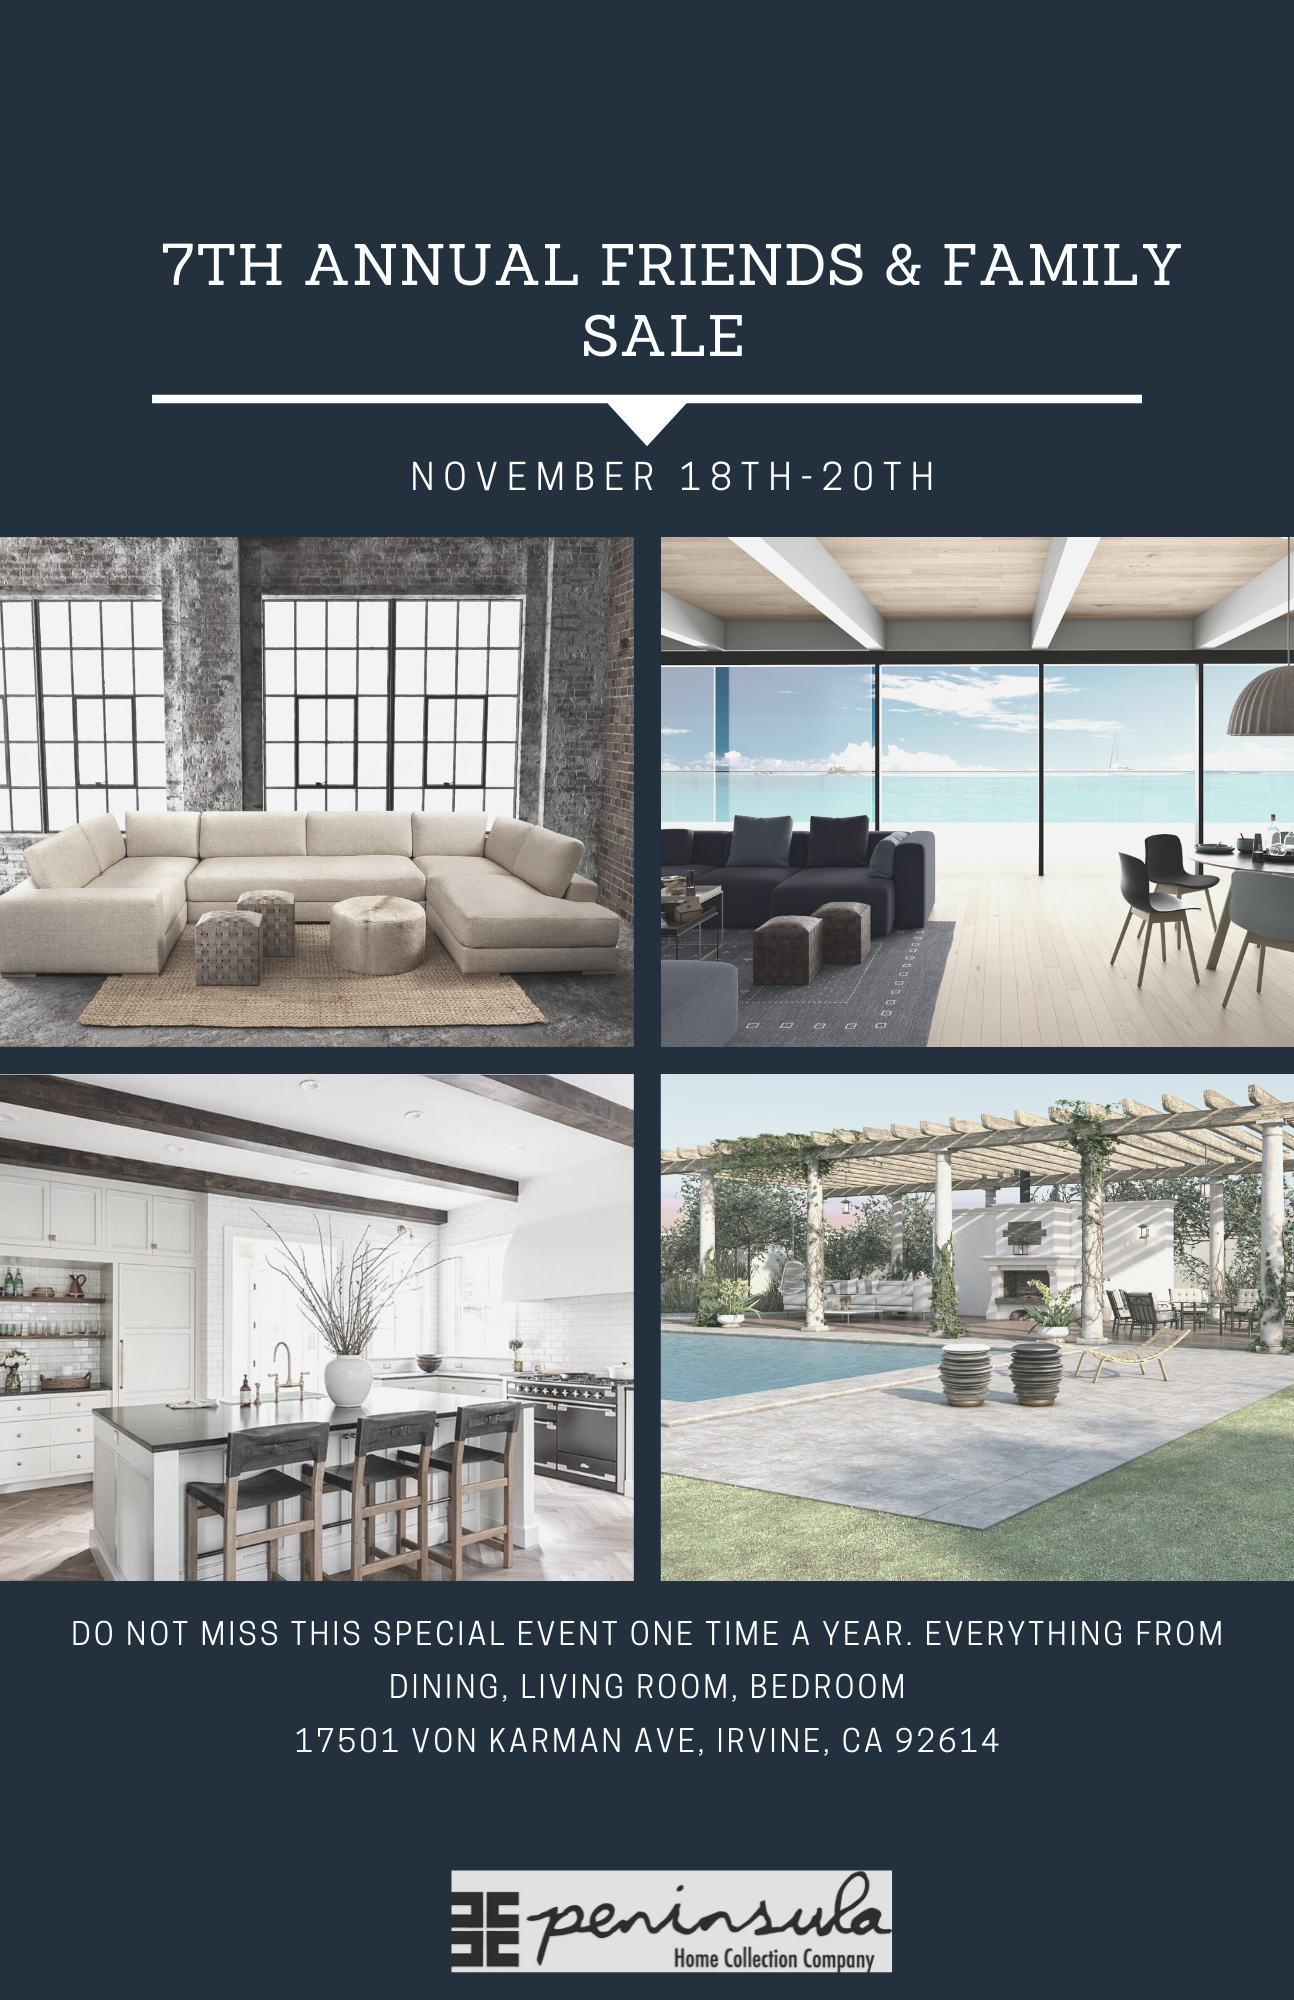 7TH ANNUAL FRIENDS & FAMILY
SALE
NOVEMBER 18TH-20TH
DO NOT MISS THIS SPECIAL EVENT ONE TIME A YEAR. EVERYTHING FROM
DINING, LIVING ROOM, BEDROOM
17501 VON KARMAN AVE, IRVINE, CA 92614
peninsula
Home Collection Company